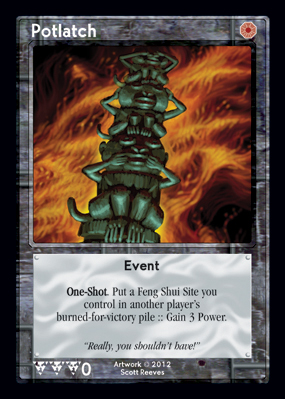 Potlatch
Event
One-Shot. Put a Feng Shui Site you
control in another player's
burned-for-victory pile :: Gain 3 Power.
"Really, you shouldn't have!"
0
Artwork © 2012
Scott Reeves